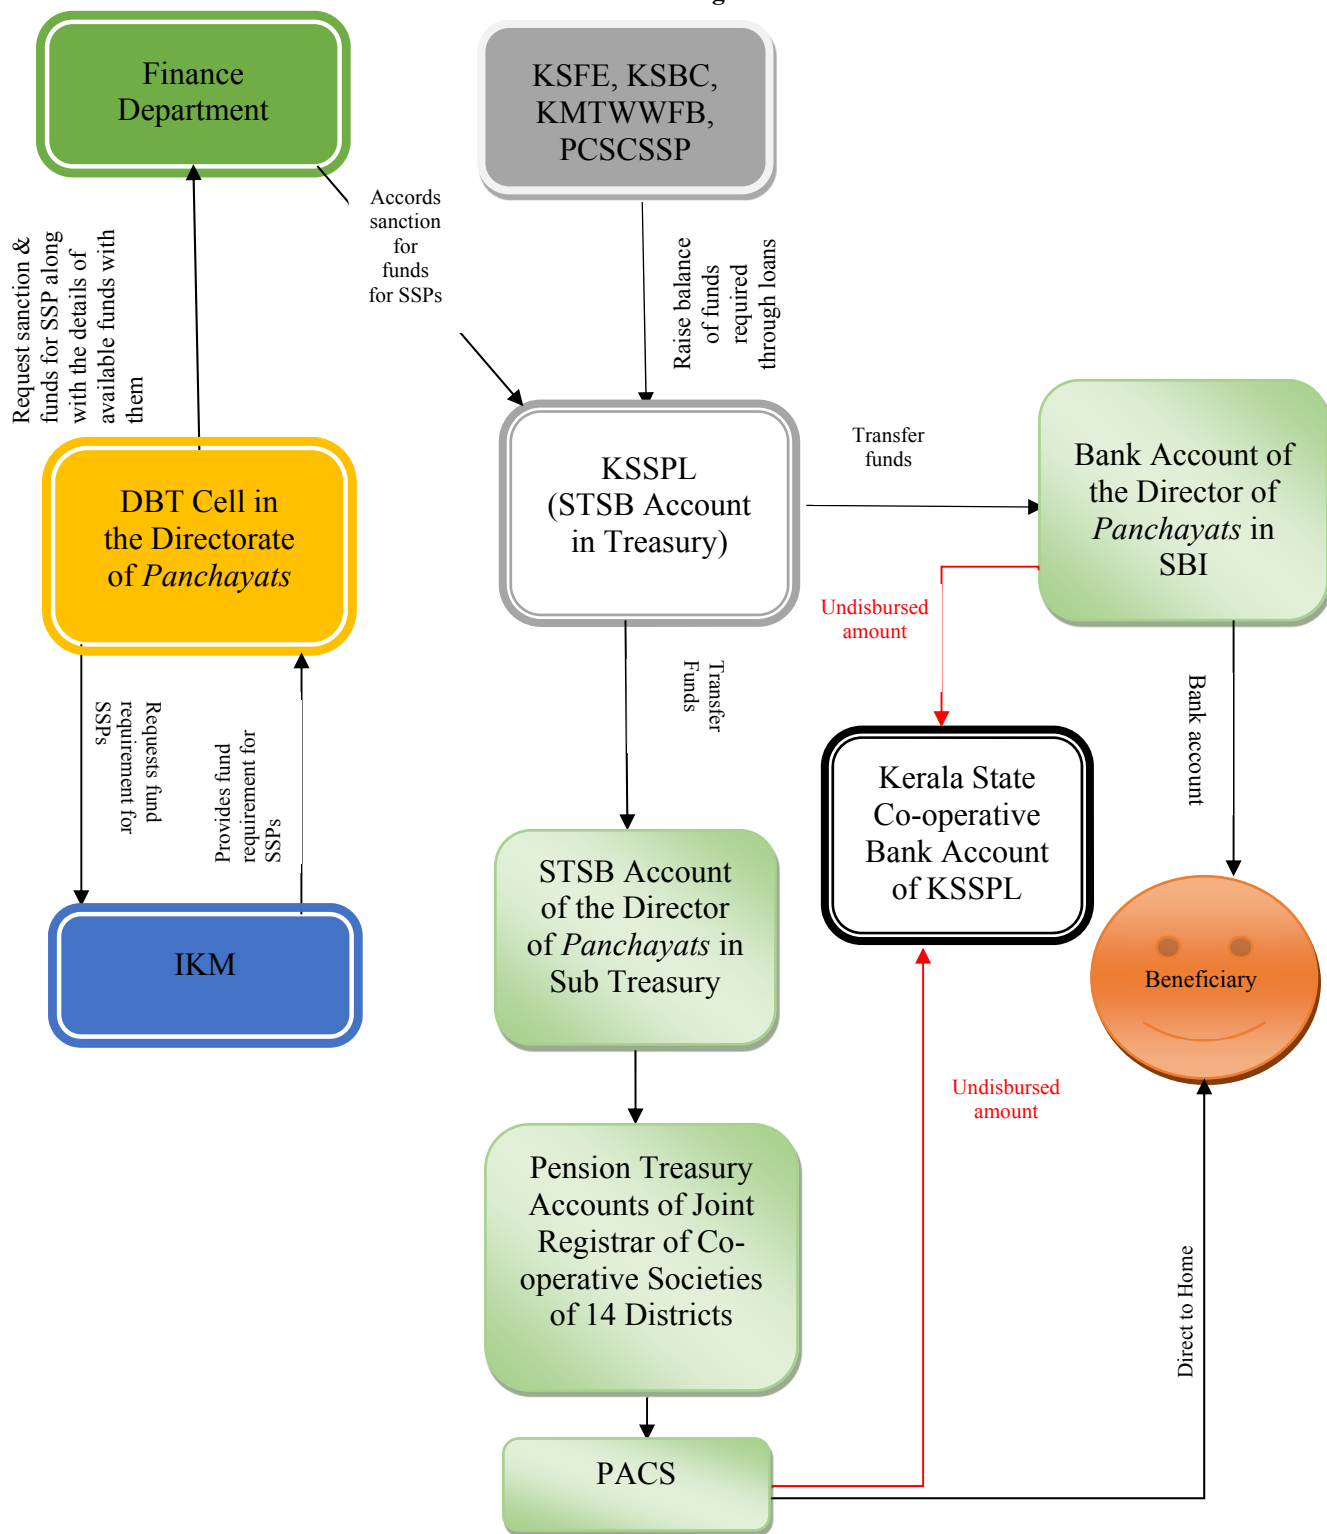 Finance
Department
KSFE, KSBC,
KMTWWFB,
PCSCSSP
Accords
sanction
for
funds
for SSPs
Request sanction &
funds for SSP along
with the details of
available funds with
them
Raise balance
of funds
required
through loans
DBT Cell in
the Directorate
of Panchayats
KSSPL
(STSB Account
in Treasury)
Transfer
funds
Bank Account of
the Director of
Panchayats in
SBI
Undisbursed
amount
Requests fund
requirement for
SSPs
Provides fund
requirement for
SSPs
Transfer
Funds
Bank account
Kerala State
Co-operative
Bank Account
of KSSPL
STSB Account
of the Director
of Panchayats in
Sub Treasury
IKM
Beneficiary
Undisbursed
amount
Pension Treasury
Accounts of Joint
Registrar of Co-
operative Societies
of 14 Districts
Direct to Home
PACS